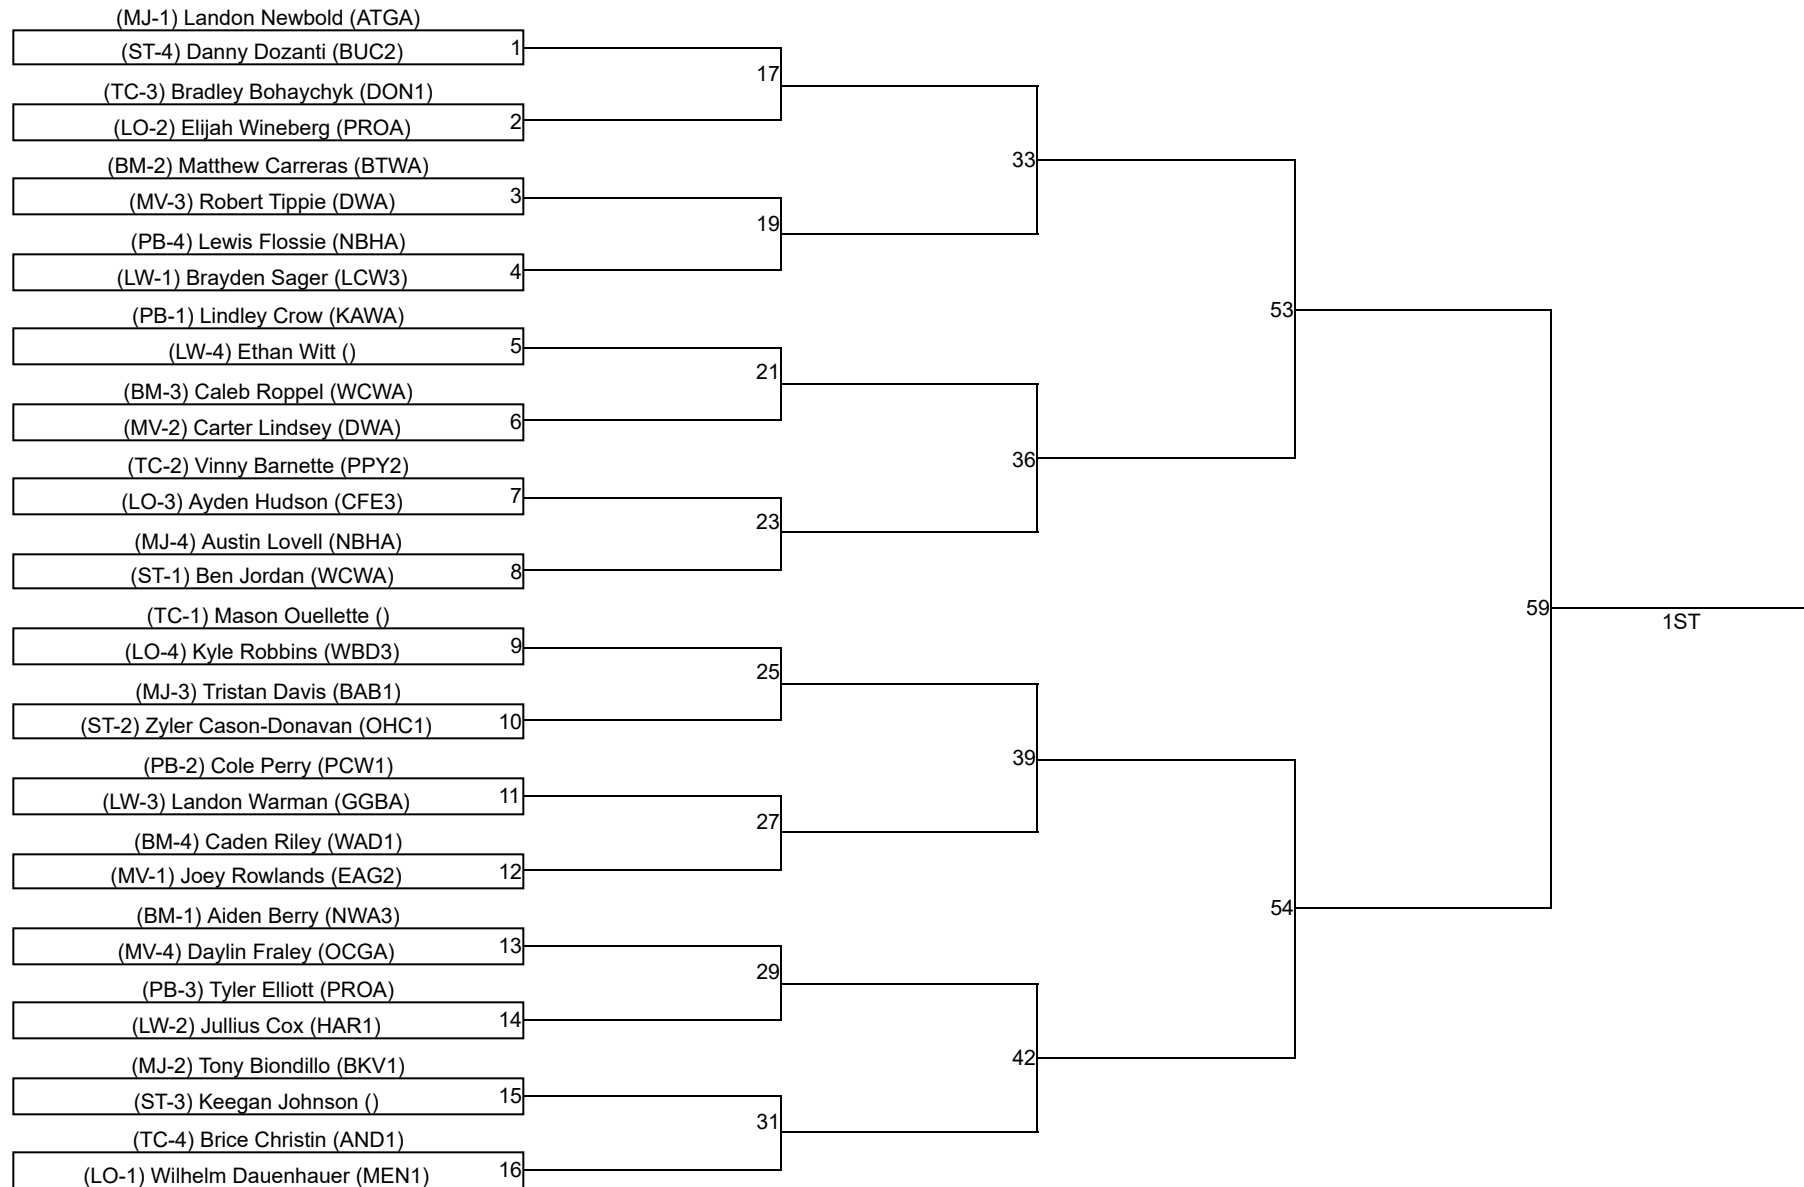 (MJ-1) Landon Newbold (ATGA)
(ST-4) Danny Dozanti (BUC2)
1
17
(TC-3) Bradley Bohaychyk (DON1)
(LO-2) Elijah Wineberg (PROA)
2
33
(BM-2) Matthew Carreras (BTWA)
(MV-3) Robert Tippie (DWA)
3
19
(PB-4) Lewis Flossie (NBHA)
(LW-1) Brayden Sager (LCW3)
4
53
(PB-1) Lindley Crow (KAWA)
(LW-4) Ethan Witt ()
5
21
(BM-3) Caleb Roppel (WCWA)
(MV-2) Carter Lindsey (DWA)
6
36
(TC-2) Vinny Barnette (PPY2)
(LO-3) Ayden Hudson (CFE3)
7
23
(MJ-4) Austin Lovell (NBHA)
(ST-1) Ben Jordan (WCWA)
8
59
1ST
(TC-1) Mason Ouellette ()
(LO-4) Kyle Robbins (WBD3)
9
25
(MJ-3) Tristan Davis (BAB1)
(ST-2) Zyler Cason-Donavan (OHC1)
10
39
(PB-2) Cole Perry (PCW1)
(LW-3) Landon Warman (GGBA)
11
27
(BM-4) Caden Riley (WAD1)
(MV-1) Joey Rowlands (EAG2)
12
54
(BM-1) Aiden Berry (NWA3)
(MV-4) Daylin Fraley (OCGA)
13
29
(PB-3) Tyler Elliott (PROA)
(LW-2) Jullius Cox (HAR1)
14
42
(MJ-2) Tony Biondillo (BKV1)
(ST-3) Keegan Johnson ()
15
31
(TC-4) Brice Christin (AND1)
(LO-1) Wilhelm Dauenhauer (MEN1)
16